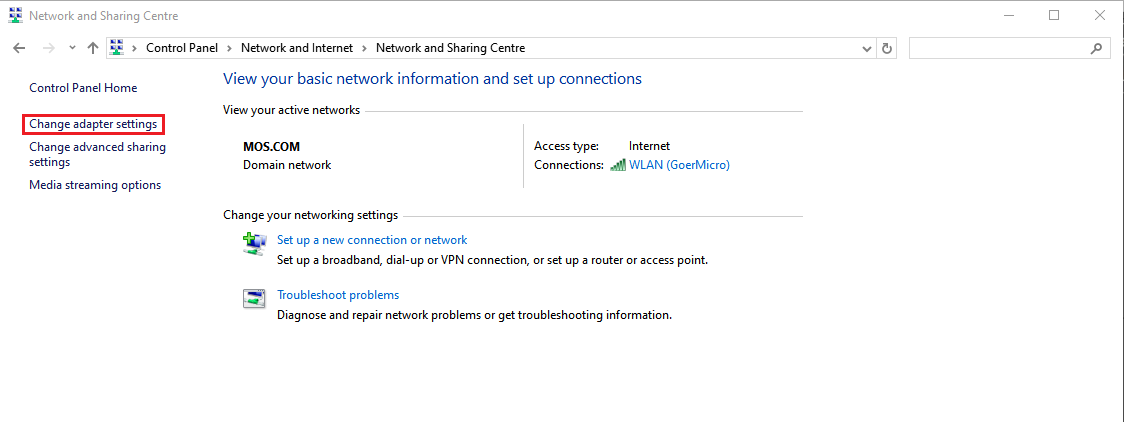 Network and Sharing Centre
Control Panel > Network and Internet > Network and Sharing Centre
Control Panel Home
Change adapter settings
Change advanced sharing
settings
Media streaming options
View your basic network information and set up connections
View your active networks
MOS.COM
Domain network
Access type: Internet
Connections: WLAN (GoerMicro)
Change your networking settings
Set up a new connection or network
Set up a broadband, dial-up or VPN connection, or set up a router or access point.
Troubleshoot problems
Diagnose and repair network problems or get troubleshooting information.